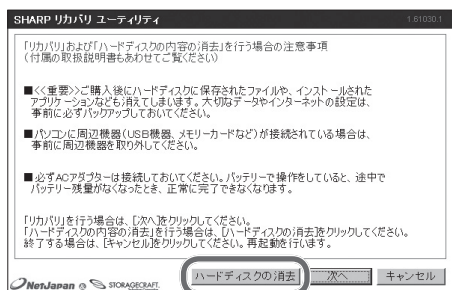 SHARP リカバリ ユーティリティ
1.61030.1
「リカバリ」および「ハードディスクの内容の消去」を行う場合の注意事項
(付属の取扱説明書もあわせてご覧ください)
■<<重要>>ご購入後にハードディスクに保存されたファイルや、インストールされた
アプリケーションなども消えてしまいます。大切なデータやインターネットの設定は、
事前に必ずバックアップしておいてください。
■パソコンに周辺機器(USB機器、メモリーカードなど)が接続されている場合は、
事前に周辺機器を取り外してください。
■必ずACアダプターは接続しておいてください。バッテリーで操作をしていると、途中で
バッテリー残量がなくなったとき、正常に完了できなくなります。
「リカバリ」を行う場合は、[次へ]をクリックしてください。
「ハードディスクの内容の消去」を行う場合は、[ハードディスクの消去]をクリックしてください。
終了する場合は、[キャンセル]をクリックしてください。再起動を行います。
NetJapan STORAGECRAFT
ハードディスクの消去
次へ
キャンセル